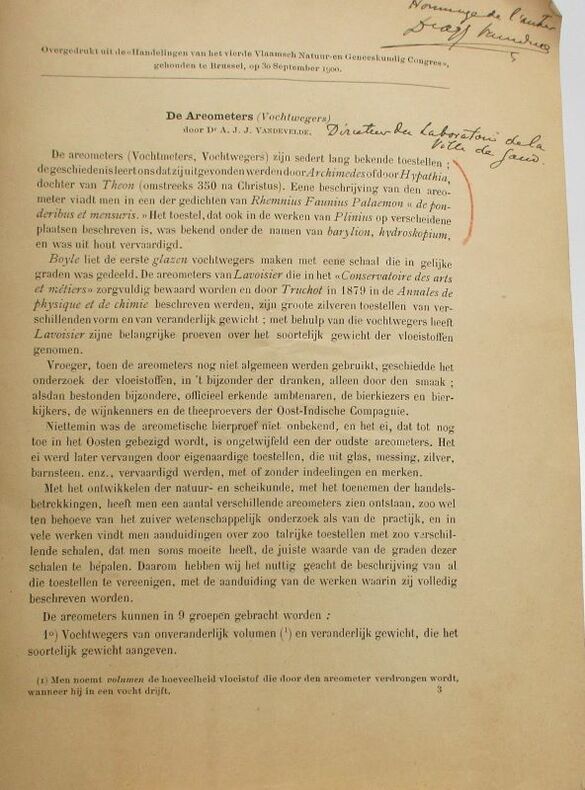 Hommage de l'auteur
Overgedrukt uit de «Handelingen van het vierde Vlaamsch Natuur-en Geneeskundig Congres»,
gehouden te Brussel, op 30 September 1900.
De Areometers (Vochtwegers)
door Dr A. J. J. VANDEVELDE.
Directeur du Laboratoire de la
Ville de Gand.
De areometers (Vochtmeters, Vochtwegers) zijn sedert lang bekende toestellen ;
de geschiedenis leert ons dat zij uitgevonden werden door Archimedes of door Hypathia,
dochter van Theon (omstreeks 350 na Christus). Eene beschrijving van den areo-
meter vindt men in een der gedichten van Rhemnius Faunius Palaemon « de pon-
deribus et mensuris. » Het toestel, dat ook in de werken van Plinius op verscheidene
plaatsen beschreven is, was bekend onder de namen van barylion, hydroskopium,
en was uit hout vervaardigd.
Boyle liet de eerste glazen vochtwegers maken met eene schaal die in gelijke
graden was gedeeld. De areometers van Lavoisier die in het «Conservatoire des arts
et métiers» zorgvuldig bewaard worden en door Truchot in 1879 in de Annales de
physique et de chimie beschreven werden, zijn groote zilveren toestellen van ver-
schillenden vorm en van veranderlijk gewicht ; met behulp van die vochtwegers heeft
Lavoisier zijne belangrijke proeven over het soortelijk gewicht der vloeistoffen
genomen.
Vroeger, toen de areometers nog niet algemeen werden gebruikt, geschiedde het
onderzoek der vloeistoffen, in 't bijzonder der dranken, alleen door den smaak ;
alsdan bestonden bijzondere, officieel erkende ambtenaren, de bierkiezers en bier-
kijkers, de wijnkenners en de theeproevers der Oost-Indische Compagnie.
Niettemin was de areometische bierproef niet onbekend, en het ei, dat tot nog
toe in het Oosten gebezigd wordt, is ongetwijfeld een der oudste areometers. Het
ei werd later vervangen door eigenaardige toestellen, die uit glas, messing, zilver,
barnsteen. enz., vervaardigd werden, met of zonder indeelingen en merken.
Met het ontwikkelen der natuur- en scheikunde, met het toenemen der handels-
betrekkingen, heeft men een aantal verschillende areometers zien ontstaan, zoo wel
ten behoeve van het zuiver wetenschappelijk onderzoek als van de practijk, en in
vele werken vindt men aanduidingen over zoo talrijke toestellen met zoo verschil-
lende schalen, dat men soms moeite heeft, de juiste waarde van de graden dezer
schalen te bepalen. Daarom hebben wij het nuttig geacht de beschrijving van al
die toestellen te vereenigen, met de aanduiding van de werken waarin zij volledig
beschreven worden.
De areometers kunnen in 9 groepen gebracht worden :
1º) Vochtwegers van onveranderlijk volumen (¹) en veranderlijk gewicht, die het
soortelijk gewicht aangeven.
(1) Men noemt volumen de hoeveelheid vloeistof die door den areometer verdrongen wordt,
wanneer hij in een vocht drijft.
3